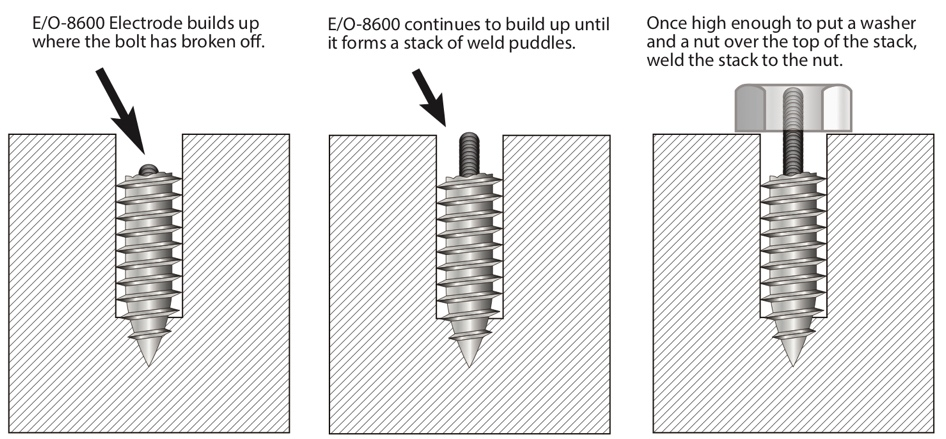 E/O-8600 Electrode builds up
where the bolt has broken off.
E/O-8600 continues to build up until
it forms a stack of weld puddles.
Once high enough to put a washer
and a nut over the top of the stack,
weld the stack to the nut.